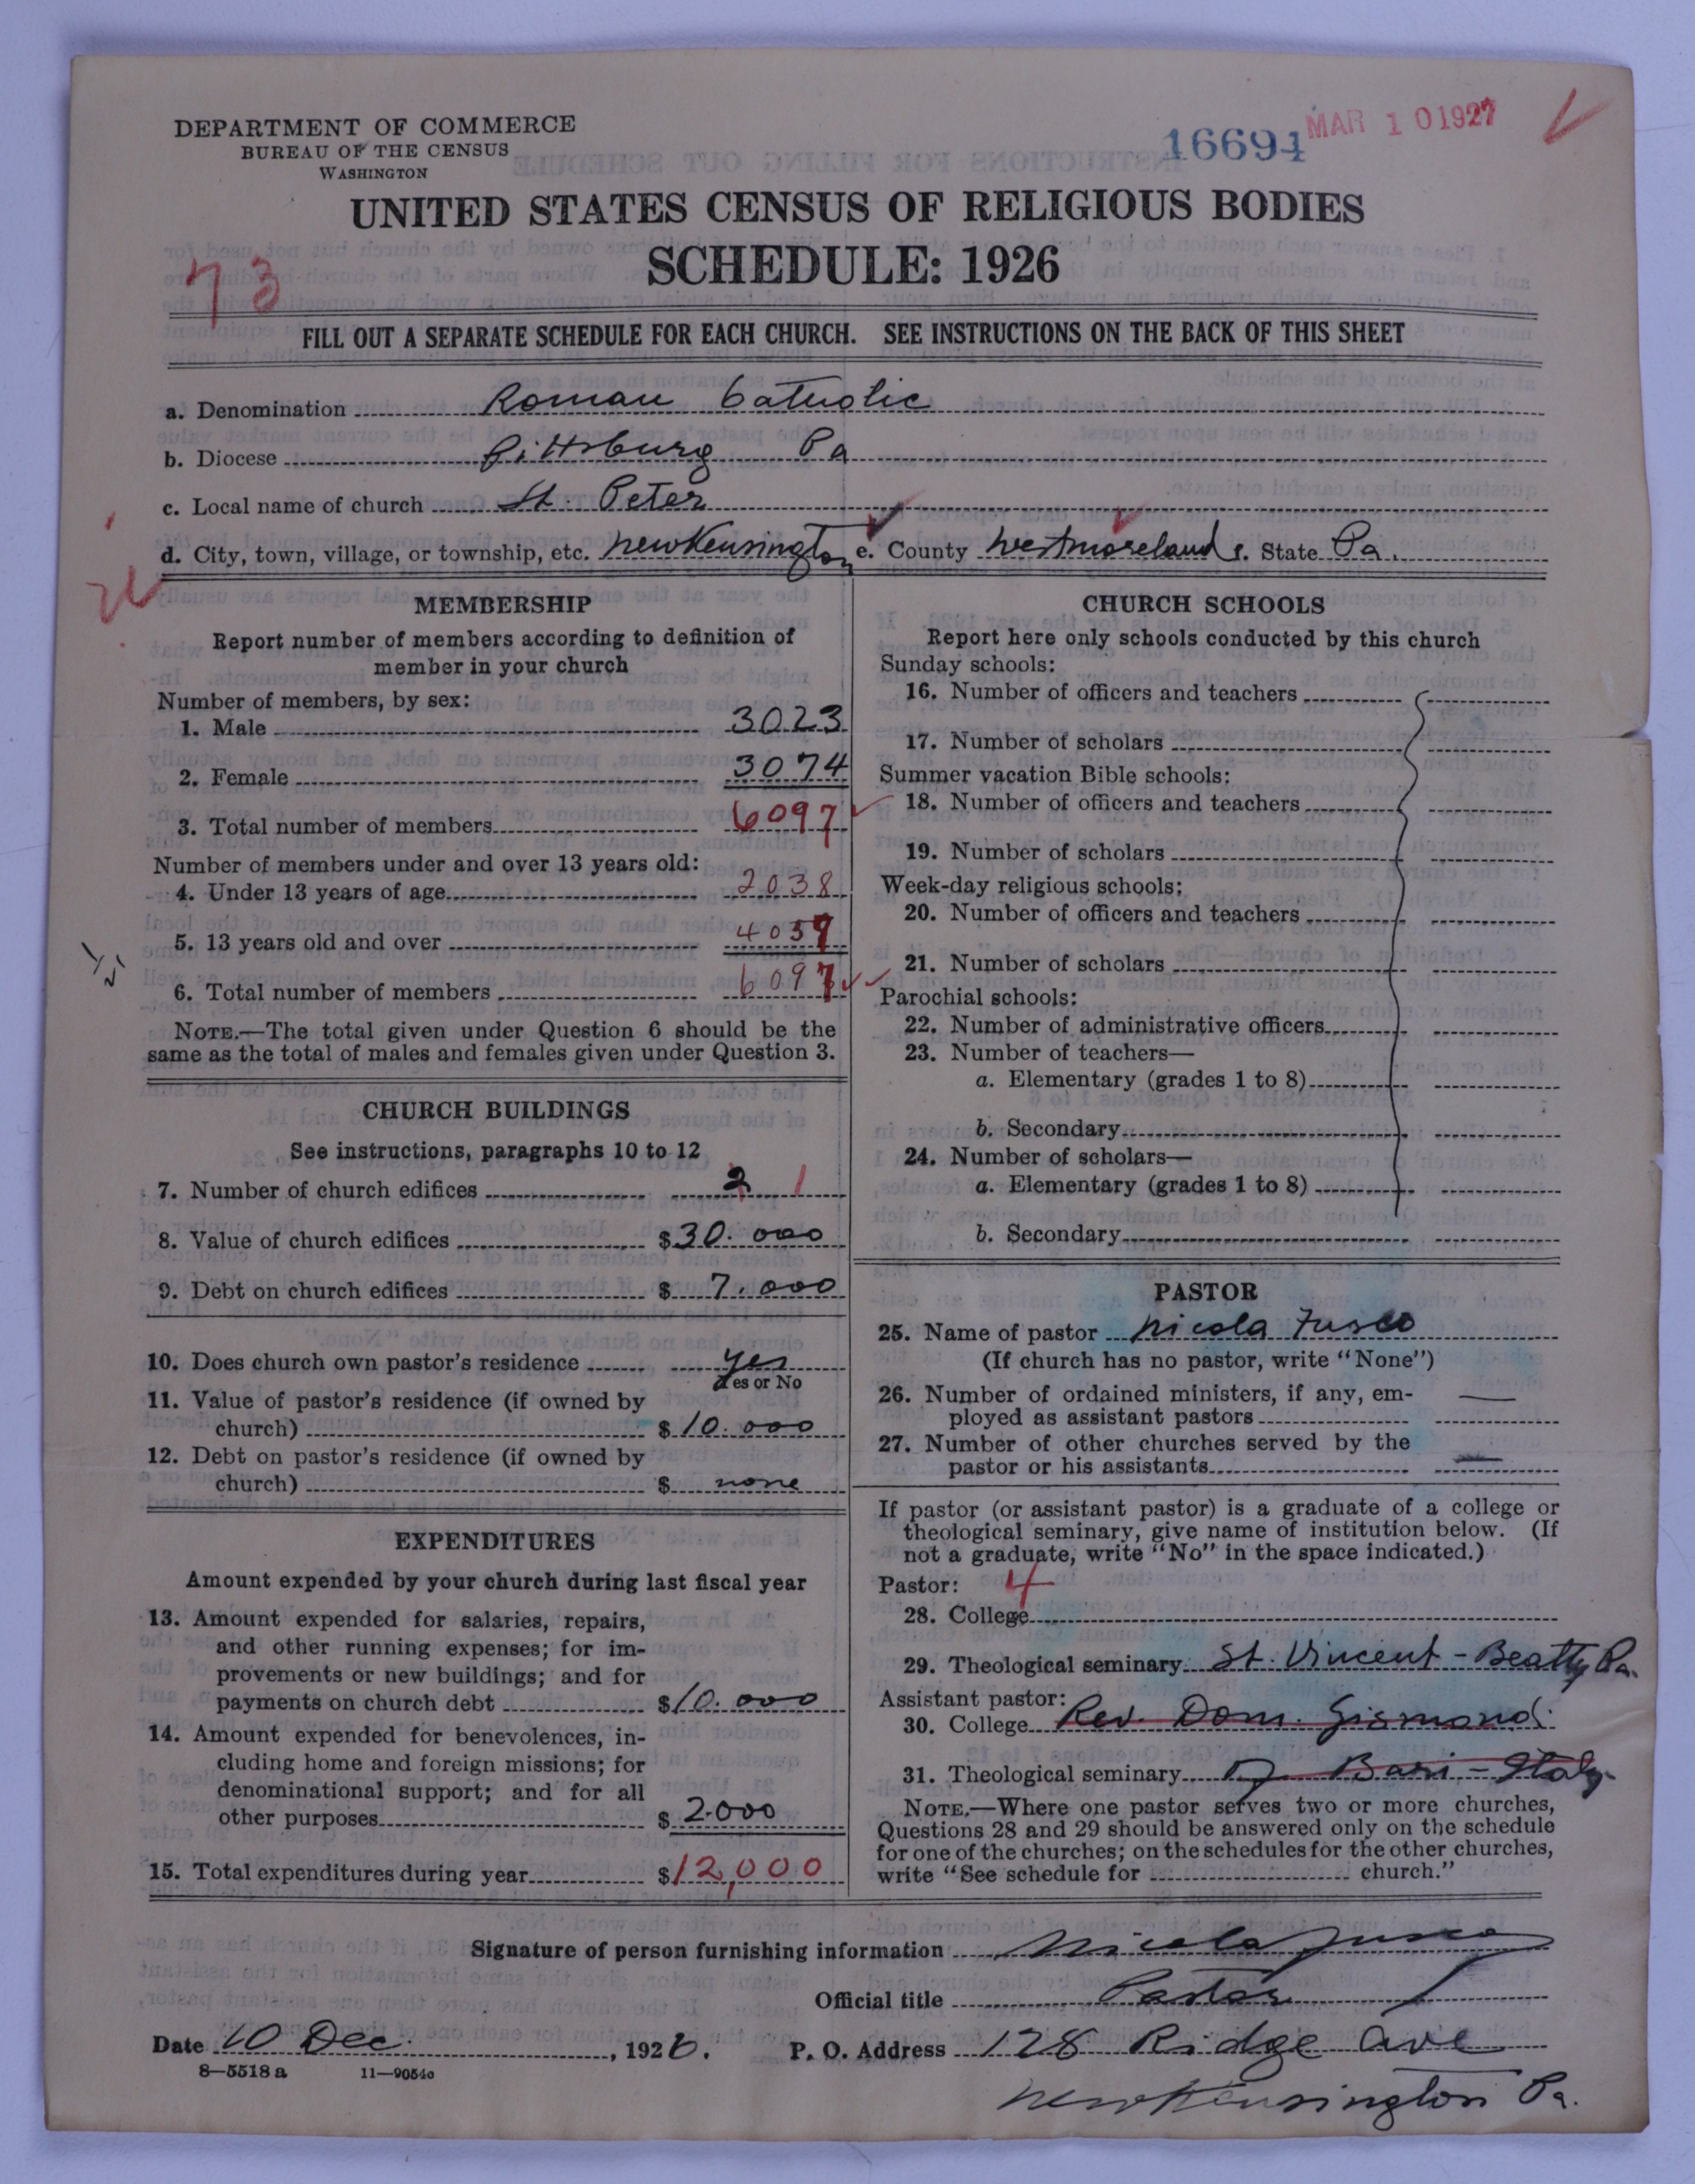 DEPARTMENT OF COMMERCE
BUREAU OF THE CENSUS
WASHINGTON
16694
MAR 10 1927
UNITED STATES CENSUS OF RELIGIOUS BODIES
SCHEDULE: 1926
73
FILL OUT A SEPARATE SCHEDULE FOR EACH CHURCH. SEE INSTRUCTIONS ON THE BACK OF THIS SHEET
a. Denomination Roman Catholic
b. Diocese Pittsburg Pa
c. Local name of church St. Peter
d. City, town, village, or township, etc. New Kensington e. County Westmoreland f. State Pa.
MEMBERSHIP
Report number of members according to definition of
member in your church
Number of members, by sex:
1. Male 3023
2. Female 3074
3. Total number of members 6097
Number of members under and over 13 years old:
4. Under 13 years of age 2038
5. 13 years old and over 4059
6. Total number of members 6097
NOTE.—The total given under Question 6 should be the
same as the total of males and females given under Question 3.
CHURCH BUILDINGS
See instructions, paragraphs 10 to 12
7. Number of church edifices 2 1
8. Value of church edifices $30.000
9. Debt on church edifices $ 7.000
10. Does church own pastor's residence yes
Yes or No
11. Value of pastor's residence (if owned by
church) $10.000
12. Debt on pastor's residence (if owned by
church) $ none
EXPENDITURES
Amount expended by your church during last fiscal year
13. Amount expended for salaries, repairs,
and other running expenses; for im-
provements or new buildings; and for
payments on church debt $10.000
14. Amount expended for benevolences, in-
cluding home and foreign missions; for
denominational support; and for all
other purposes $ 2.000
15. Total expenditures during year $12,000
CHURCH SCHOOLS
Report here only schools conducted by this church
Sunday schools:
16. Number of officers and teachers
17. Number of scholars
Summer vacation Bible schools:
18. Number of officers and teachers
19. Number of scholars
Week-day religious schools:
20. Number of officers and teachers
21. Number of scholars
Parochial schools:
22. Number of administrative officers
23. Number of teachers—
a. Elementary (grades 1 to 8)
b. Secondary
24. Number of scholars—
a. Elementary (grades 1 to 8)
b. Secondary
PASTOR
25. Name of pastor Nicola Fusco
(If church has no pastor, write "None")
26. Number of ordained ministers, if any, em-
ployed as assistant pastors —
27. Number of other churches served by the
pastor or his assistants —
If pastor (or assistant pastor) is a graduate of a college or
theological seminary, give name of institution below. (If
not a graduate, write "No" in the space indicated.)
Pastor: 4
28. College
29. Theological seminary St. Vincent - Beatty Pa.
Assistant pastor:
30. College Rev. Dom. Gismondi
31. Theological seminary of Bari - Italy
NOTE.—Where one pastor serves two or more churches,
Questions 28 and 29 should be answered only on the schedule
for one of the churches; on the schedules for the other churches,
write "See schedule for church."
Signature of person furnishing information Nicola Fusco
Official title Pastor
Date 10 Dec. , 1926. P. O. Address 128 Ridge Ave
New Kensington Pa.
8—5518 a 11—9054o